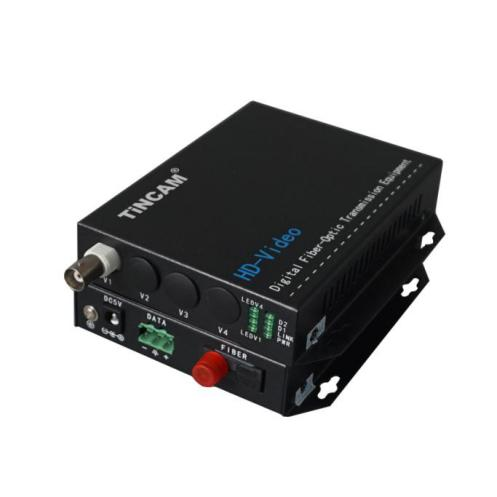 TiNCAM®
HD-Video
Digital Fiber-Optic Transmission Equipment
V1
V2
V3
V4
LEDV4
LEDV1
D2
D1
LINK
PWR
DC5V
DATA
- +
FIBER